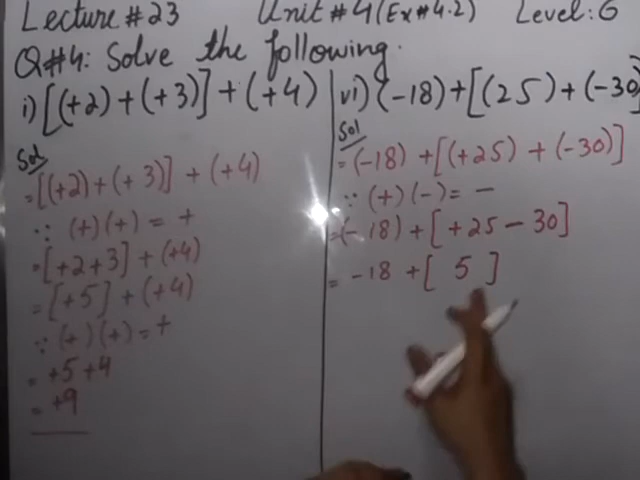 Lecture #23 Unit #4(Ex#4.2) Level:6
Q#4: Solve the following.
i) [(+2)+(+3)]+(+4)
Sol
=[(+2)+(+3)] + (+4)
∵ (+)(+) = +
=[+2+3]+(+4)
=[+5]+(+4)
∵(+)(+)=+
=+5+4
=+9
vi) (-18)+[(25)+(-30)
Sol
=(-18) +[(+25) + (-30)]
∵ (+)(-)= -
=(-18)+[+25-30]
= -18 +[ 5 ]